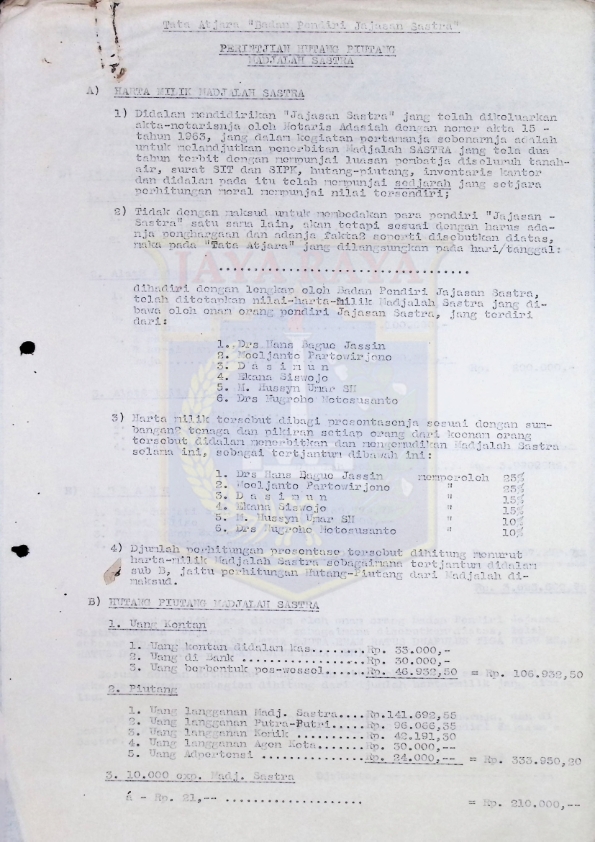 Tata Atjara "Badan Pendiri Jajasan Sastra"
PERINTJIAN HUTANG PIUTANG
MADJALAH SASTRA
A) HARTA MILIK MADJALAH SASTRA
1) Didalam mendidirikan "Jajasan Sastra" jang telah dikeluarkan
akta-notarisnja oleh Notaris Adasiah dengan nomer akta 15 -
tahun 1963, jang dalam kegiatan pertamanja sebenarnja adalah
untuk melandjutkan penerbitan Madjalah SASTRA jang tela dua
tahun terbit dengan mempunjai luasan pembatja diseluruh tanah-
air, surat SIT dan SIPK, hutang-piutang, inventaris kantor
dan didalam pada itu telah mempunjai sedjarah jang setjara
perhitungan moral mempunjai nilai tersendiri;
2) Tidak dengan maksud untuk membedakan para pendiri "Jajasan -
Sastra" satu sama lain, akan tetapi sesuai dengan harus ada-
nja penghargaan dan adanja fakta2 seperti disebutkan diatas,
maka pada "Tata Atjara" jang dilangsungkan pada hari/tanggal:
........................................
JAYA RAYA
dihadiri dengan lengkap oleh Badan Pendiri Jajasan Sastra,
telah ditetapkan nilai-harta-milik Madjalah Sastra jang di-
bawa oleh enam orang pendiri Jajasan Sastra, jang terdiri
dari:
1. Drs Hans Bague Jassin
2. Moeljanto Partowirjono
3. D a s i m u n
4. Ekana Siswojo
5. M. Hussyn Umar SH
6. Drs Nugroho Notosusanto
3) Harta milik tersebut dibagi presentasenja sesuai dengan sum-
bangan2 tenaga dan pikiran setiap orang dari keenam orang
tersebut didalam menerbitkan dan mengemudikan Madjalah Sastra
selama ini, sebagai tertjantum dibawah ini:
1. Drs Hans Bague Jassin memperoleh 25%
2. Moeljanto Partowirjono " 25%
3. D a s i m u n " 15%
4. Ekana Siswojo " 15%
5. M. Hussyn Umar SH " 10%
6. Drs Nugroho Notosusanto " 10%
4) Djumlah perhitungan presentase tersebut dihitung menurut
harta-milik Madjalah Sastra sebagaimana tertjantum didalam
sub B, jaitu perhitungan Hutang-Piutang dari Madjalah di-
maksud.
B) HUTANG PIUTANG MADJALAH SASTRA
1. Uang Kontan
1. Uang kontan didalam kas........Rp. 33.000,-
2. Uang di Bank ..................Rp. 30.000,-
3. Uang berbentuk pos-wessel......Rp. 46.932,50 = Rp. 106.932,50
2. Piutang
1. Uang langganan Madj. Sastra....Rp.141.692,55
2. Uang langganan Putra-Putri.....Rp. 96.066,35
3. Uang langganan Komik ..........Rp. 42.191,30
4. Uang langganan Agen Kota.......Rp. 30.000,--
5. Uang Adpertensi ...............Rp. 24.000,-- = Rp. 333.950,20
3. 10.000 exp. Madj. Sastra
á - Rp. 21,-- ..................... = Rp. 210.000,--